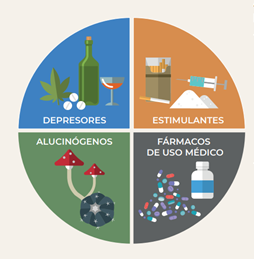 DEPRESORES
ESTIMULANTES
ALUCINÓGENOS
FÁRMACOS
DE USO MÉDICO